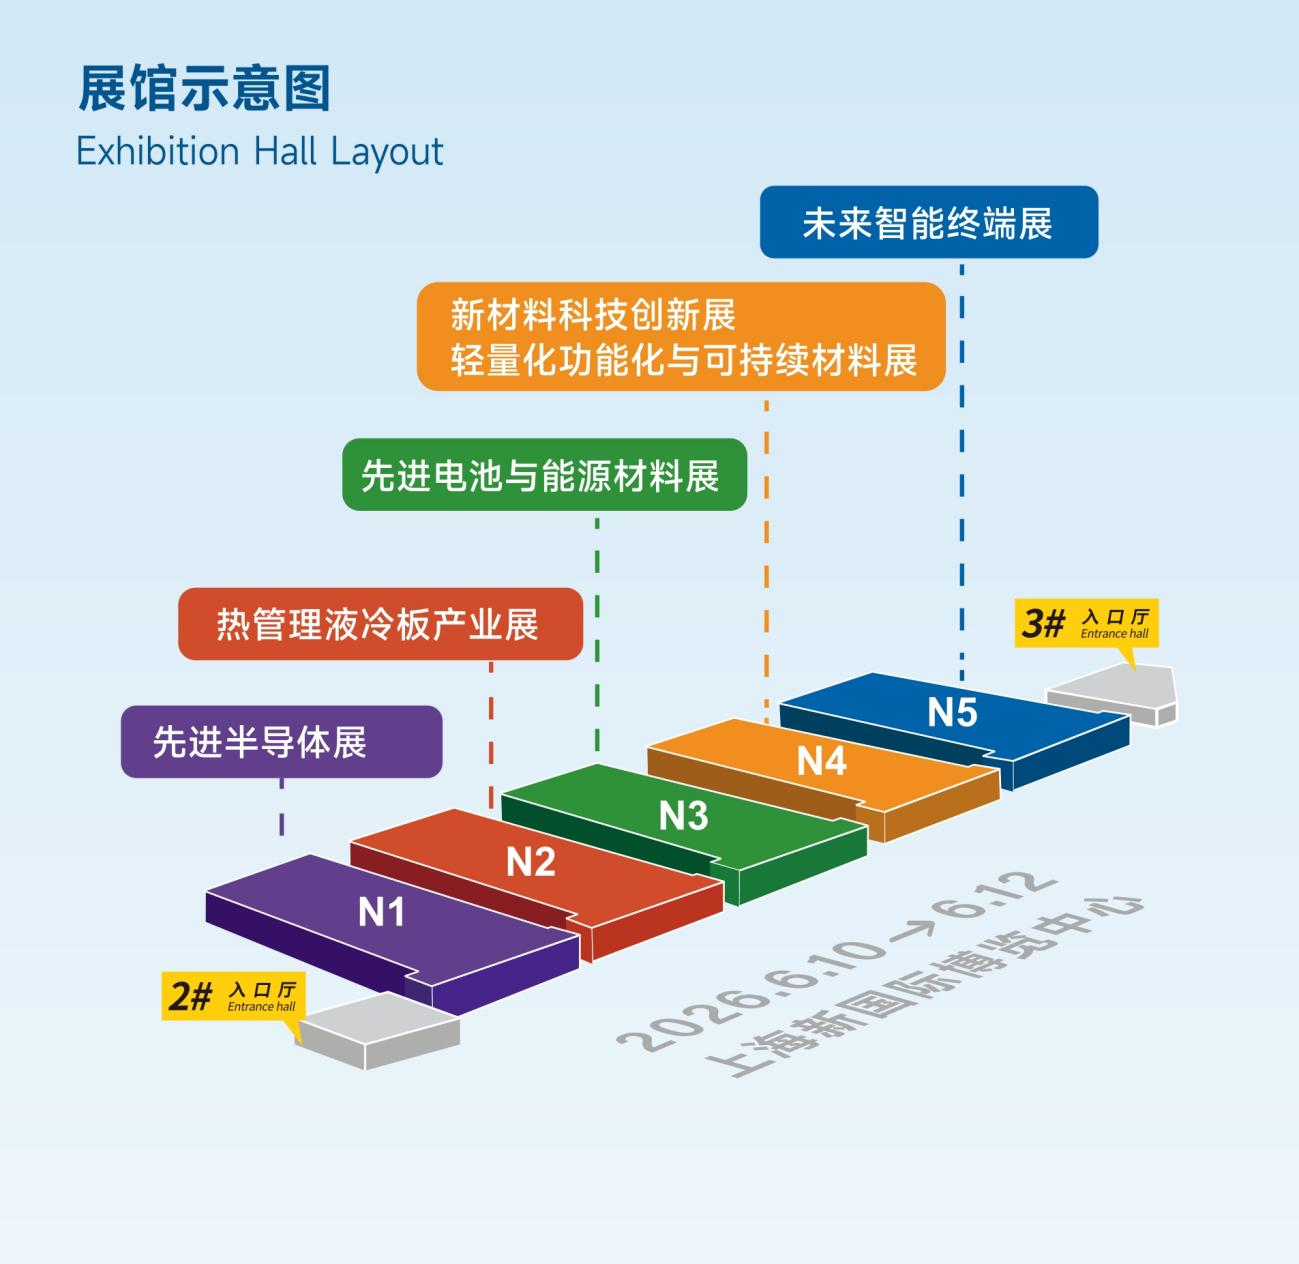 展馆示意图
Exhibition Hall Layout
未来智能终端展
新材料科技创新展
轻量化功能化与可持续材料展
先进电池与能源材料展
热管理液冷板产业展
先进半导体展
3# 入口厅
Entrance hall
N5
N4
N3
N2
N1
2# 入口厅
Entrance hall
2026.6.10→6.12
上海新国际博览中心